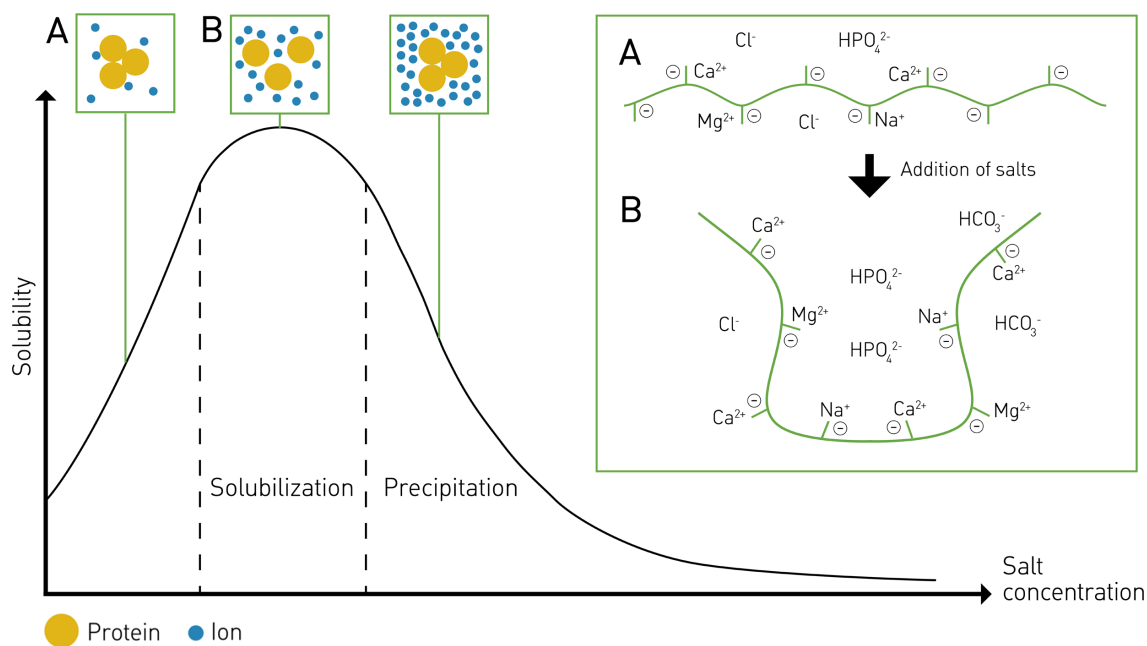 A
B
Solubility
Solubilization
Precipitation
Salt
concentration
Protein
Ion
A
Cl⁻
HPO₄²⁻
⊖ Ca²⁺
⊖
Ca²⁺ ⊖
⊖
⊖
Mg²⁺ ⊖
Cl⁻
⊖ Na⁺
⊖
Addition of salts
B
Ca²⁺
⊖
HCO₃⁻
⊖
Ca²⁺
HPO₄²⁻
Cl⁻
Mg²⁺
⊖
Na⁺
⊖
HCO₃⁻
HPO₄²⁻
⊖
Ca²⁺
Na⁺
⊖
Ca²⁺
⊖
Mg²⁺
⊖